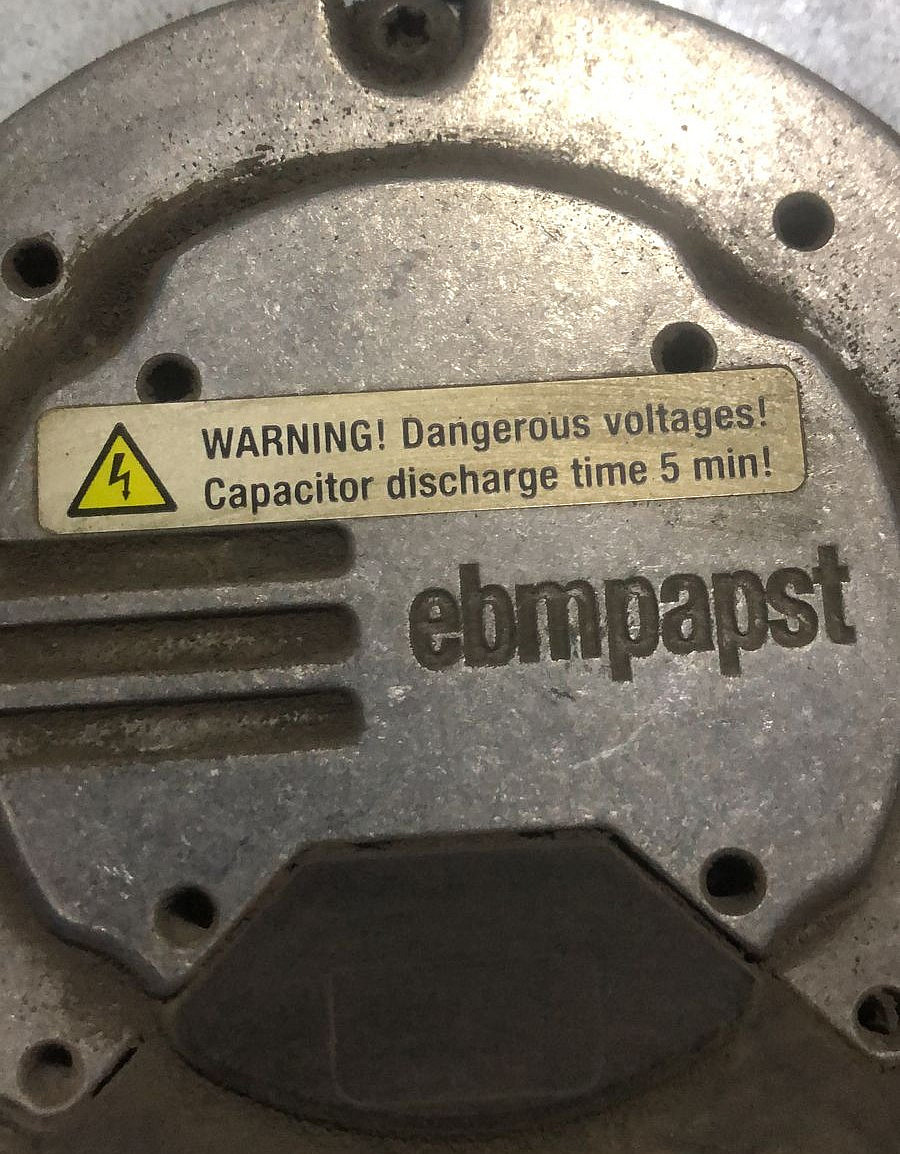 WARNING! Dangerous voltages!
Capacitor discharge time 5 min!
ebmpapst